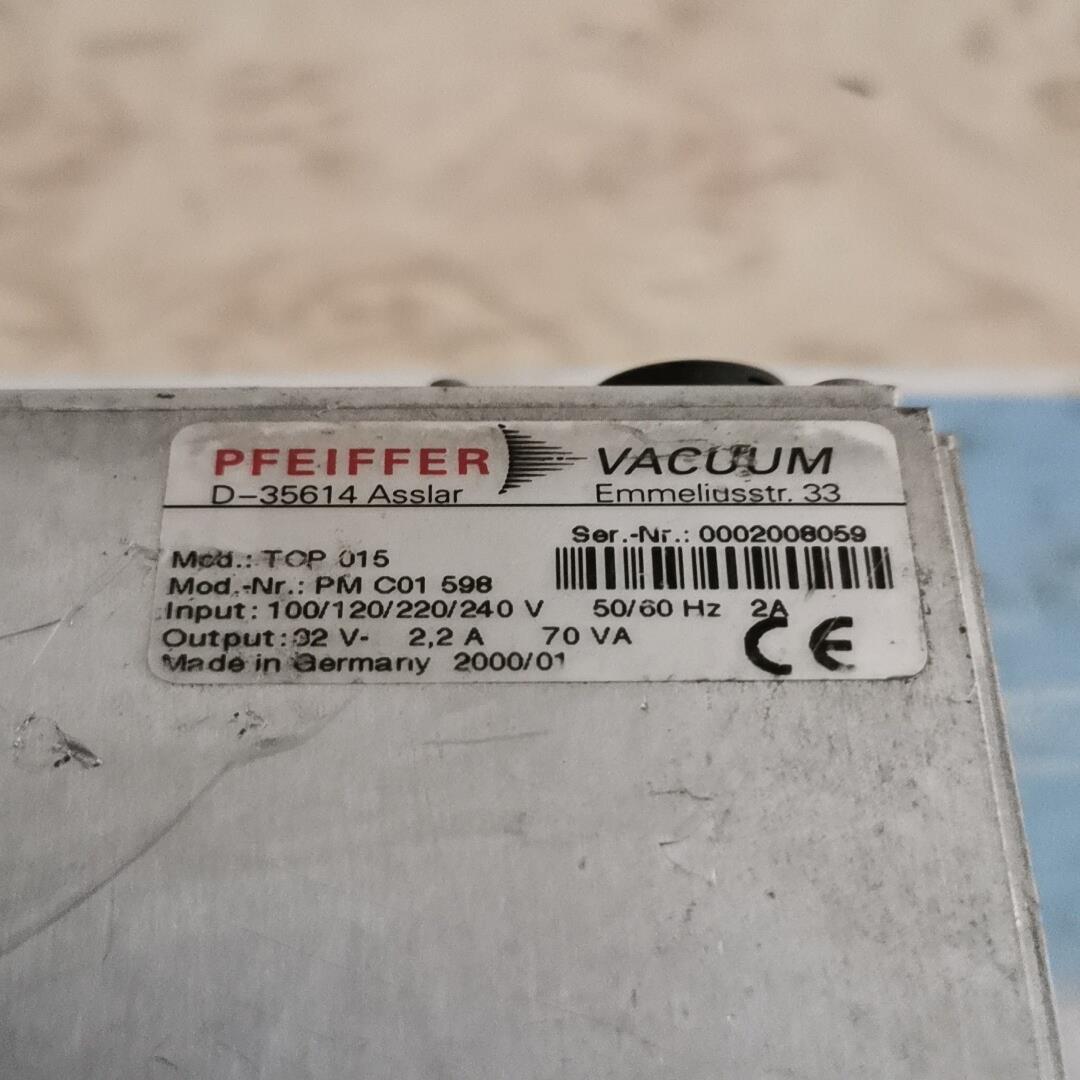 PFEIFFER VACUUM
D-35614 Asslar Emmeliusstr. 33
Ser.-Nr.: 0002008059
Mod.: TCP 015
Mod.-Nr.: PM C01 598
Input: 100/120/220/240 V 50/60 Hz 2A
Output: 32 V- 2,2 A 70 VA
Made in Germany 2000/01
CE